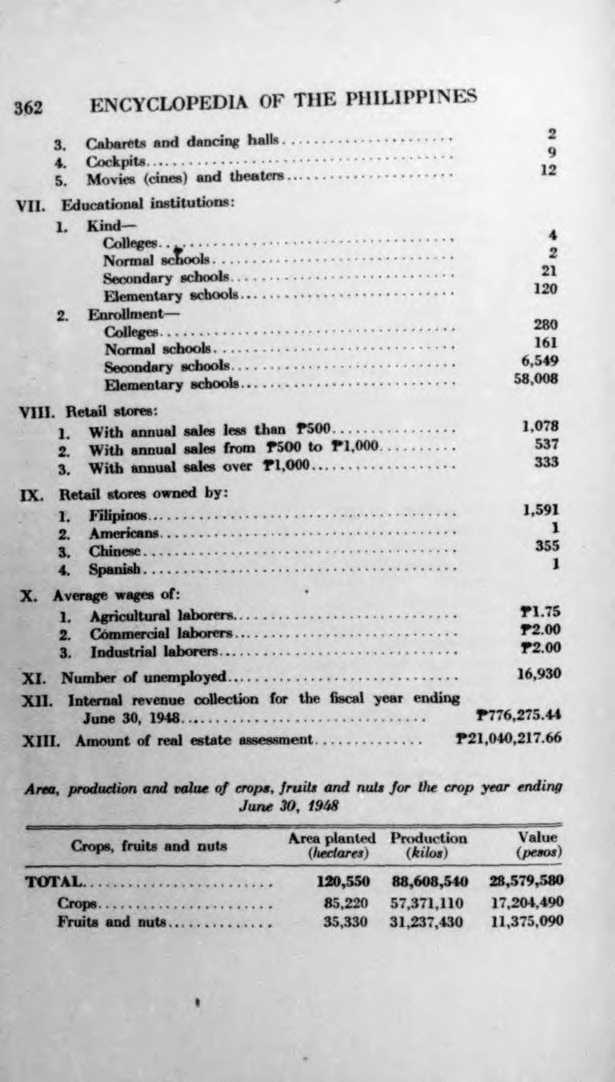 362 ENCYCLOPEDIA OF THE PHILIPPINES
3. Cabarets and dancing halls...................... 2
4. Cockpits........................................ 9
5. Movies (cines) and theaters...................... 12
VII. Educational institutions:
1. Kind—
Colleges........................................ 4
Normal schools................................ 2
Secondary schools............................. 21
Elementary schools............................ 120
2. Enrollment—
Colleges........................................ 280
Normal schools................................ 161
Secondary schools............................. 6,549
Elementary schools............................ 58,008
VIII. Retail stores:
1. With annual sales less than ₱500................ 1,078
2. With annual sales from ₱500 to ₱1,000.......... 537
3. With annual sales over ₱1,000................... 333
IX. Retail stores owned by:
1. Filipinos........................................ 1,591
2. Americans....................................... 1
3. Chinese......................................... 355
4. Spanish......................................... 1
X. Average wages of:
1. Agricultural laborers............................. ₱1.75
2. Commercial laborers............................. ₱2.00
3. Industrial laborers............................... ₱2.00
XI. Number of unemployed............................... 16,930
XII. Internal revenue collection for the fiscal year ending
June 30, 1948................................ ₱776,275.44
XIII. Amount of real estate assessment.............. ₱21,040,217.66
Area, production and value of crops, fruits and nuts for the crop year ending
June 30, 1948
Crops, fruits and nuts Area planted Production Value
(hectares) (kilos) (pesos)
TOTAL......................... 120,550 88,608,540 28,579,580
Crops....................... 85,220 57,371,110 17,204,490
Fruits and nuts.............. 35,330 31,237,430 11,375,090